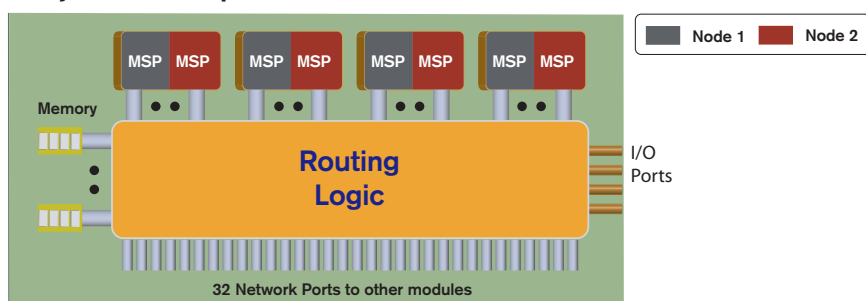 Node 1 Node 2
MSP MSP MSP MSP MSP MSP MSP MSP
Memory
Routing
Logic
I/O
Ports
32 Network Ports to other modules